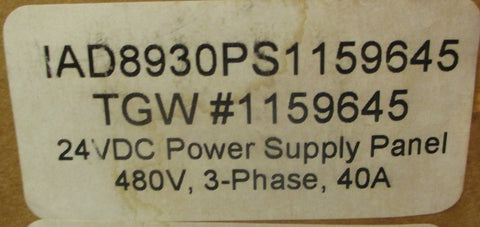 IAD8930PS1159645
TGW #1159645
24VDC Power Supply Panel
480V, 3-Phase, 40A